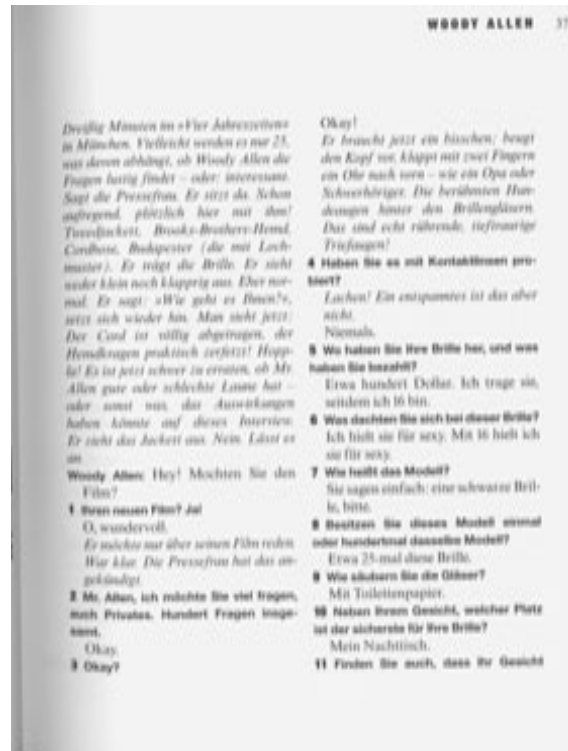 WOODY ALLEN 37
Dreißig Minuten im »Vier Jahreszeiten«
in München. Vielleicht werden es nur 25,
was davon abhängt, ob Woody Allen die
Fragen lustig findet – oder: interessant.
Sagt die Pressefrau. Er sitzt da. Schon
aufregend, plötzlich hier mit ihm!
Tweedjackett, Brooks-Brothers-Hemd,
Cordhose, Budapester (die mit Loch-
muster). Er trägt die Brille. Er sieht
weder klein noch klapprig aus. Eher nor-
mal. Er sagt: »Wie geht es Ihnen?«,
setzt sich wieder hin. Man sieht jetzt:
Der Cord ist völlig abgetragen, der
Hemdkragen praktisch zerfetzt! Hopp-
la! Es ist jetzt schwer zu erraten, ob Mr.
Allen gute oder schlechte Laune hat –
oder sonst was, das Auswirkungen
haben könnte auf dieses Interview.
Er zieht das Jackett aus. Nein. Lässt es
an.
Woody Allen: Hey! Mochten Sie den
Film?
1 Ihren neuen Film? Ja!
O, wundervoll.
Er möchte nur über seinen Film reden.
War klar. Die Pressefrau hat das an-
gekündigt.
2 Mr. Allen, ich möchte Sie viel fragen,
auch Privates. Hundert Fragen insge-
samt.
Okay.
3 Okay?
Okay!
Er braucht jetzt ein bisschen; beugt
den Kopf vor, klappt mit zwei Fingern
ein Ohr nach vorn – wie ein Opa oder
Schwerhöriger. Die berühmten Hun-
deaugen hinter den Brillengläsern.
Das sind echt rührende, tieftraurige
Triefaugen!
4 Haben Sie es mit Kontaktlinsen pro-
biert?
Lachen! Ein entspanntes ist das aber
nicht.
Niemals.
5 Wo haben Sie Ihre Brille her, und was
haben Sie bezahlt?
Etwa hundert Dollar. Ich trage sie,
seitdem ich 16 bin.
6 Was dachten Sie sich bei dieser Brille?
Ich hielt sie für sexy. Mit 16 hielt ich
sie für sexy.
7 Wie heißt das Modell?
Sie sagen einfach: eine schwarze Bril-
le, bitte.
8 Besitzen Sie dieses Modell einmal
oder hundertmal dasselbe Modell?
Etwa 25-mal diese Brille.
9 Wie säubern Sie die Gläser?
Mit Toilettenpapier.
10 Neben Ihrem Gesicht, welcher Platz
ist der sicherste für Ihre Brille?
Mein Nachttisch.
11 Finden Sie auch, dass Ihr Gesicht